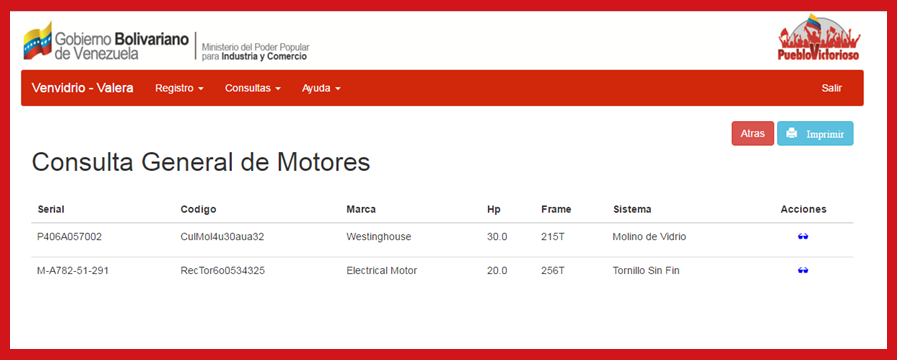 Gobierno Bolivariano
de Venezuela
Ministerio del Poder Popular
para Industria y Comercio
PuebloVictorioso
Venvidrio - Valera Registro Consultas Ayuda Salir
Atras Imprimir
Consulta General de Motores
Serial Codigo Marca Hp Frame Sistema Acciones
P406A057002 CulMol4u30aua32 Westinghouse 30.0 215T Molino de Vidrio
M-A782-51-291 RecTor6o0534325 Electrical Motor 20.0 256T Tornillo Sin Fin